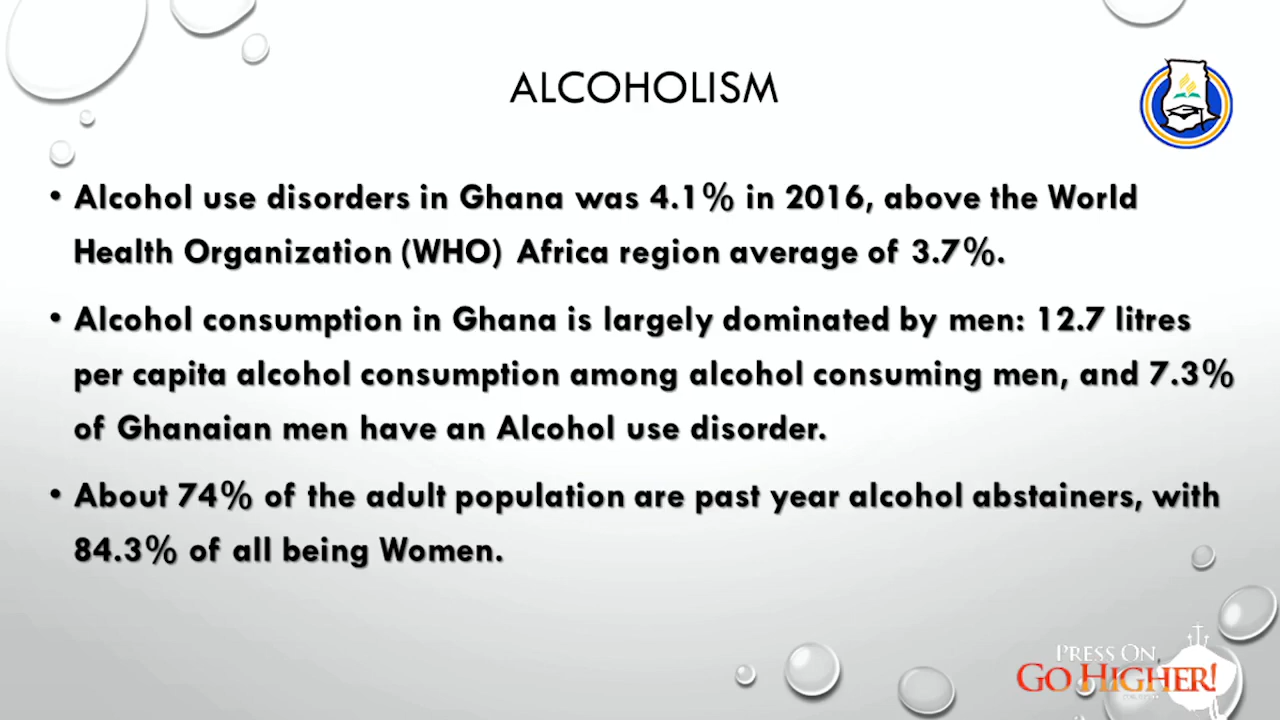 ALCOHOLISM
• Alcohol use disorders in Ghana was 4.1% in 2016, above the World
Health Organization (WHO) Africa region average of 3.7%.
• Alcohol consumption in Ghana is largely dominated by men: 12.7 litres
per capita alcohol consumption among alcohol consuming men, and 7.3%
of Ghanaian men have an Alcohol use disorder.
• About 74% of the adult population are past year alcohol abstainers, with
84.3% of all being Women.
PRESS ON,
GO HIGHER!